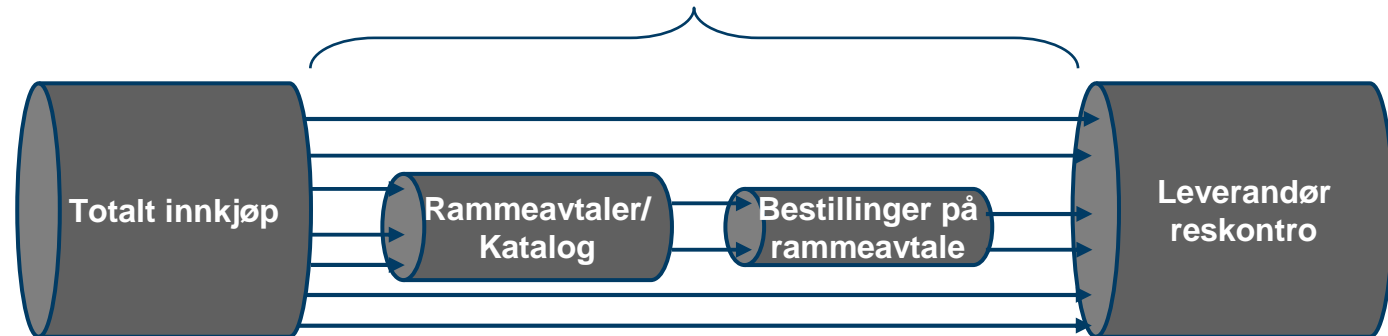 Totalt innkjøp
Rammeavtaler/
Katalog
Bestillinger på
rammeavtale
Leverandør
reskontro